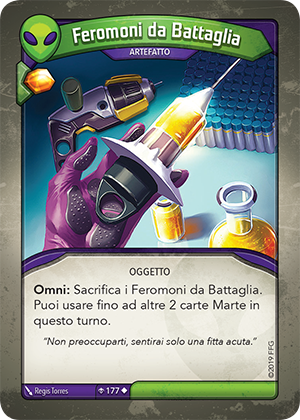 Feromoni da Battaglia
ARTEFATTO
OGGETTO
Omni: Sacrifica i Feromoni da Battaglia.
Puoi usare fino ad altre 2 carte Marte in
questo turno.
“Non preoccuparti, sentirai solo una fitta acuta.”
©2019 FFG
Regis Torres
177